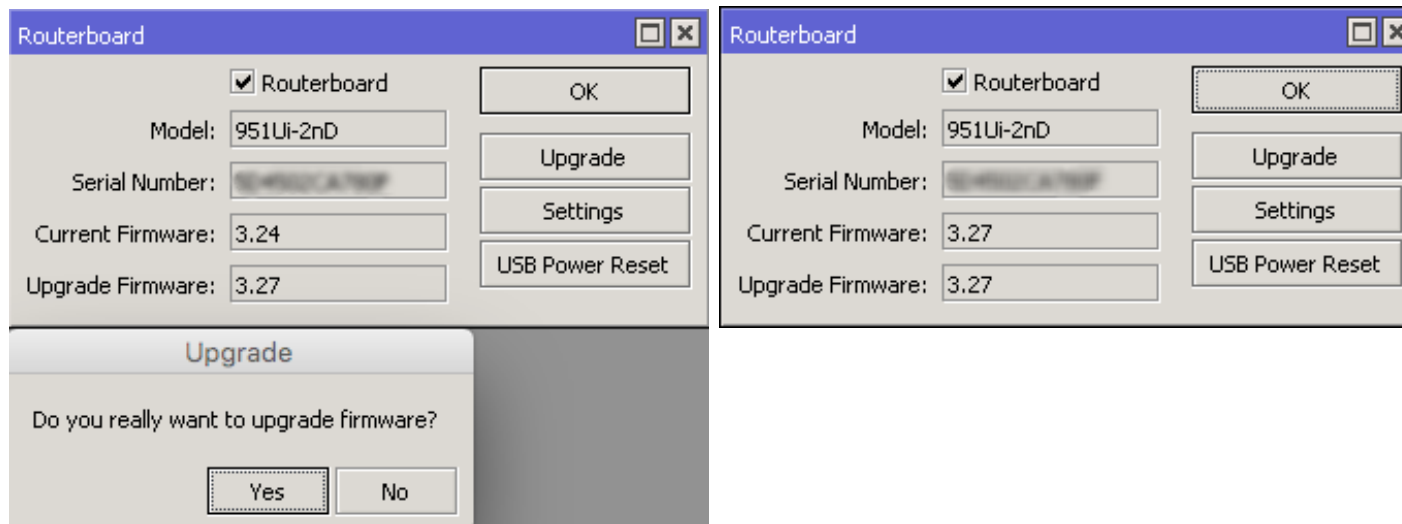 Routerboard
Routerboard
Model: 951Ui-2nD
Serial Number:
Current Firmware: 3.24
Upgrade Firmware: 3.27
OK
Upgrade
Settings
USB Power Reset
Upgrade
Do you really want to upgrade firmware?
Yes No
Routerboard
Routerboard
Model: 951Ui-2nD
Serial Number:
Current Firmware: 3.27
Upgrade Firmware: 3.27
OK
Upgrade
Settings
USB Power Reset